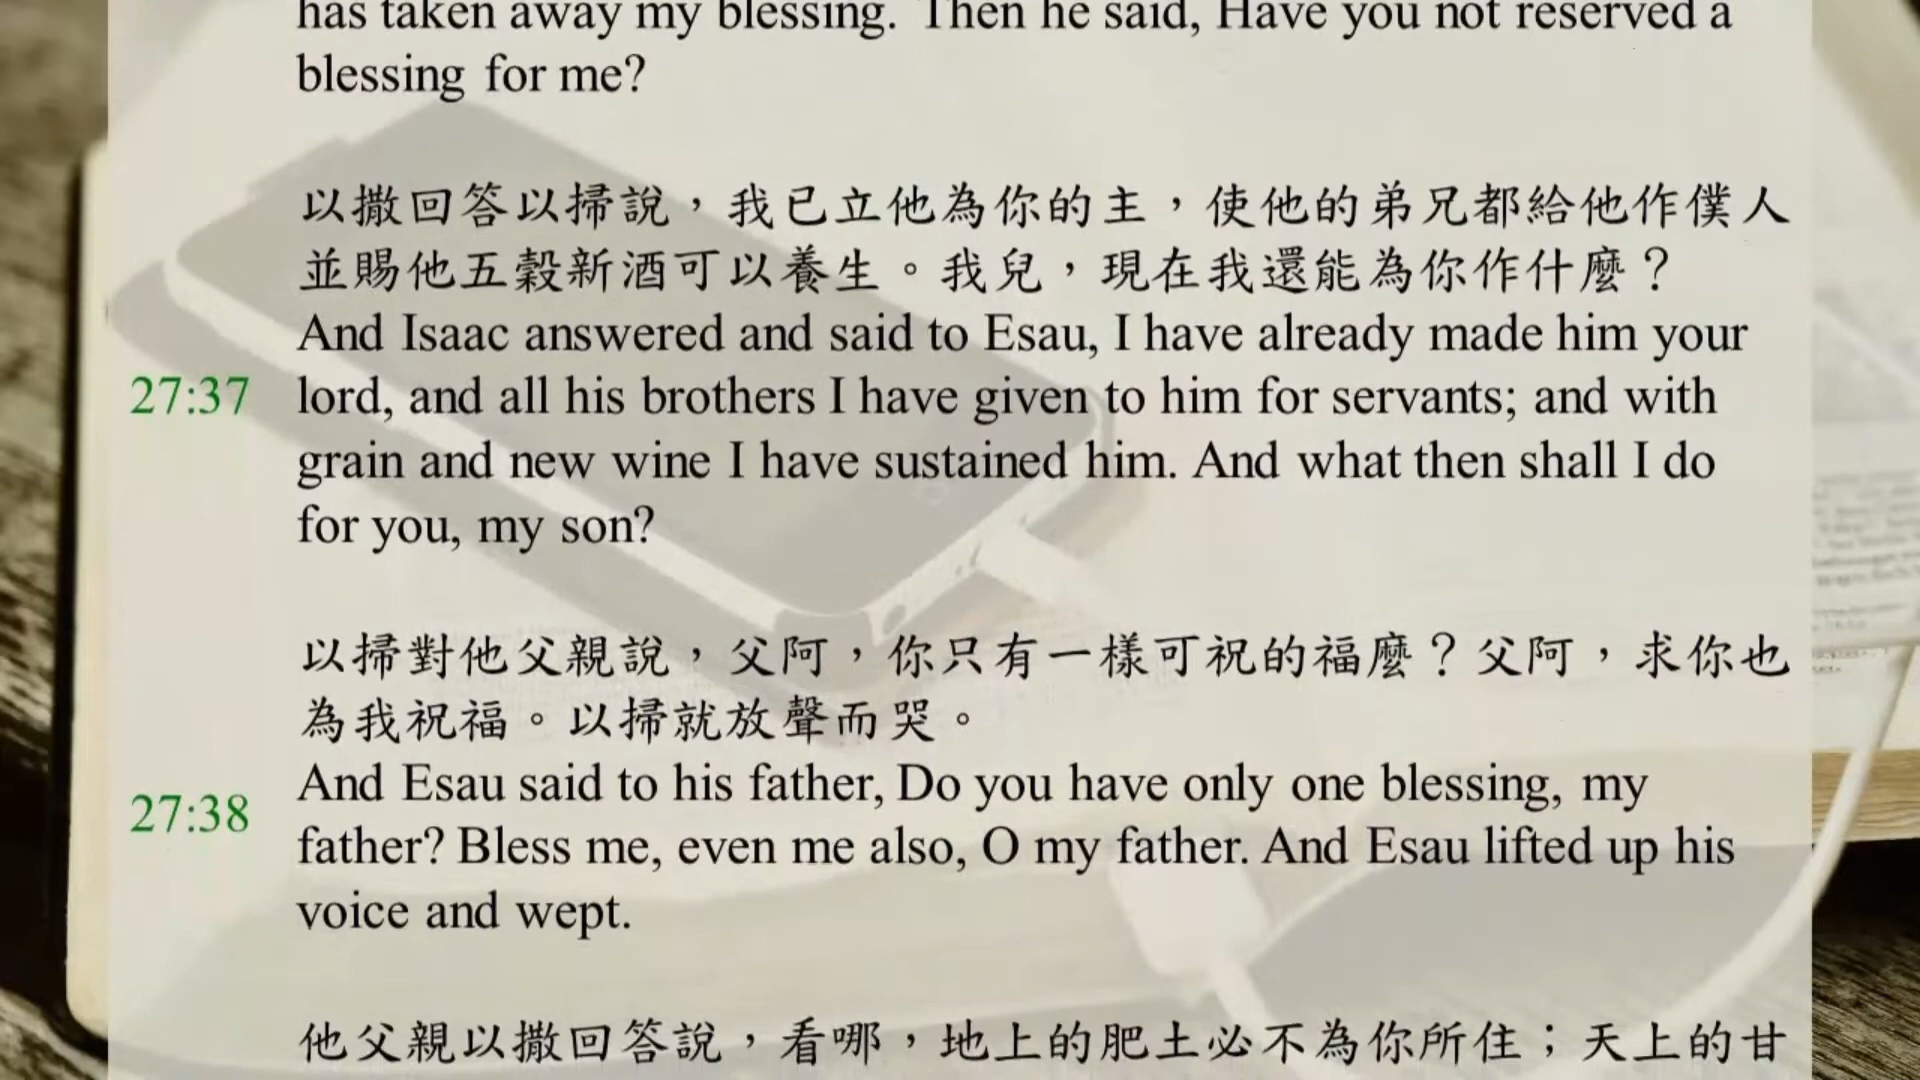 has taken away my blessing. Then he said, Have you not reserved a
blessing for me?
以撒回答以掃說，我已立他為你的主，使他的弟兄都給他作僕人
並賜他五穀新酒可以養生。我兒，現在我還能為你作什麼？
And Isaac answered and said to Esau, I have already made him your
27:37 lord, and all his brothers I have given to him for servants; and with
grain and new wine I have sustained him. And what then shall I do
for you, my son?
以掃對他父親說，父阿，你只有一樣可祝的福麼？父阿，求你也
為我祝福。以掃就放聲而哭。
And Esau said to his father, Do you have only one blessing, my
27:38 father? Bless me, even me also, O my father. And Esau lifted up his
voice and wept.
他父親以撒回答說，看哪，地上的肥土必不為你所住；天上的甘